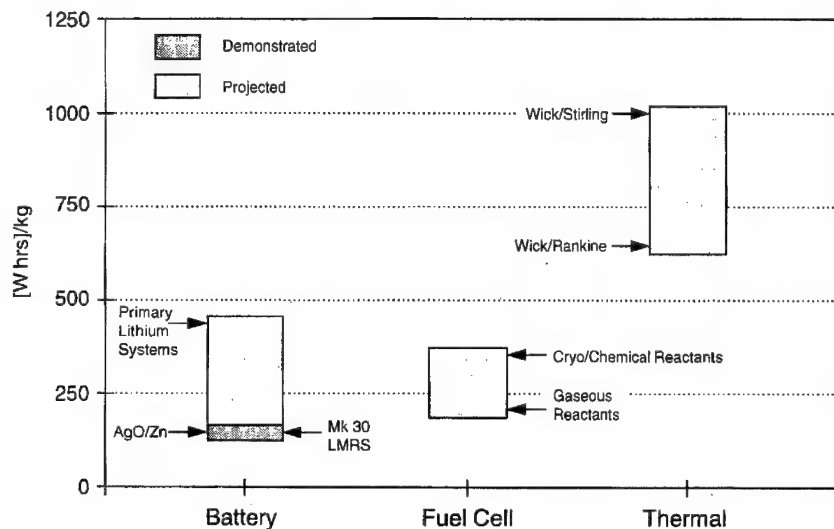 1250
Demonstrated
Projected
1000
Wick/Stirling
750
[W hrs]/kg
Wick/Rankine
500
Primary
Lithium
Systems
Cryo/Chemical Reactants
250
Gaseous
Reactants
AgO/Zn
Mk 30
LMRS
0
Battery
Fuel Cell
Thermal